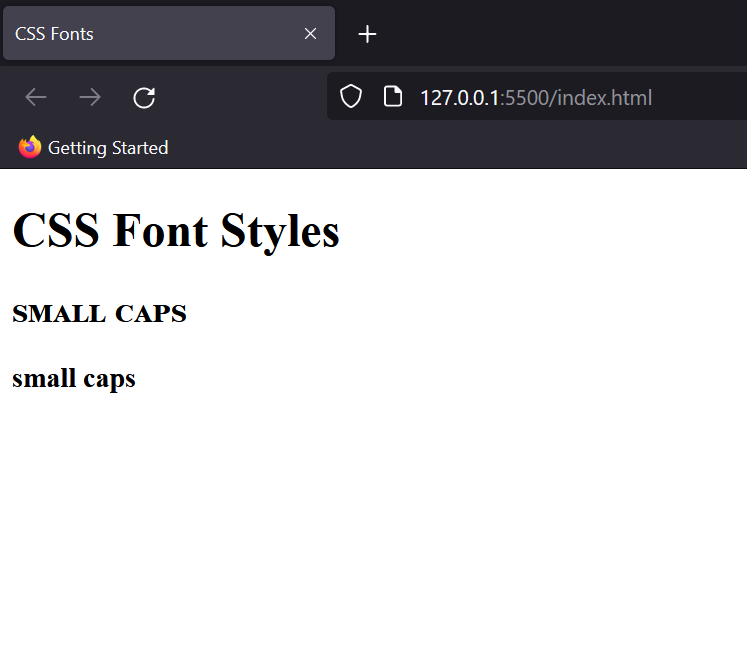 CSS Fonts
127.0.0.1:5500/index.html
Getting Started
CSS Font Styles
SMALL CAPS
small caps